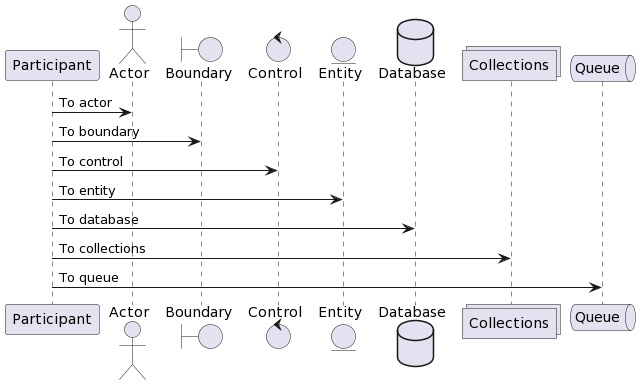 Participant Actor Boundary Control Entity Database Collections Queue
To actor
To boundary
To control
To entity
To database
To collections
To queue
Participant Actor Boundary Control Entity Database Collections Queue